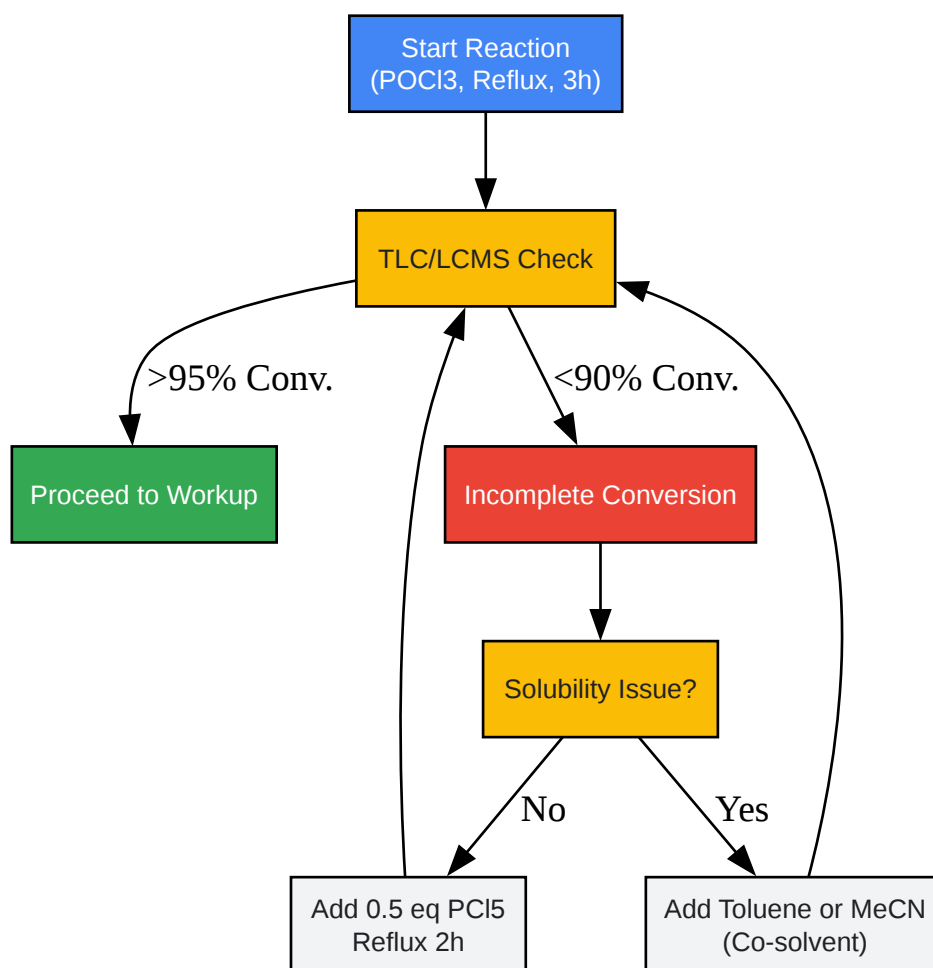 Start Reaction
(POCl3, Reflux, 3h)
TLC/LCMS Check
>95% Conv.
<90% Conv.
Proceed to Workup
Incomplete Conversion
Solubility Issue?
No
Yes
Add 0.5 eq PCl5
Reflux 2h
Add Toluene or MeCN
(Co-solvent)